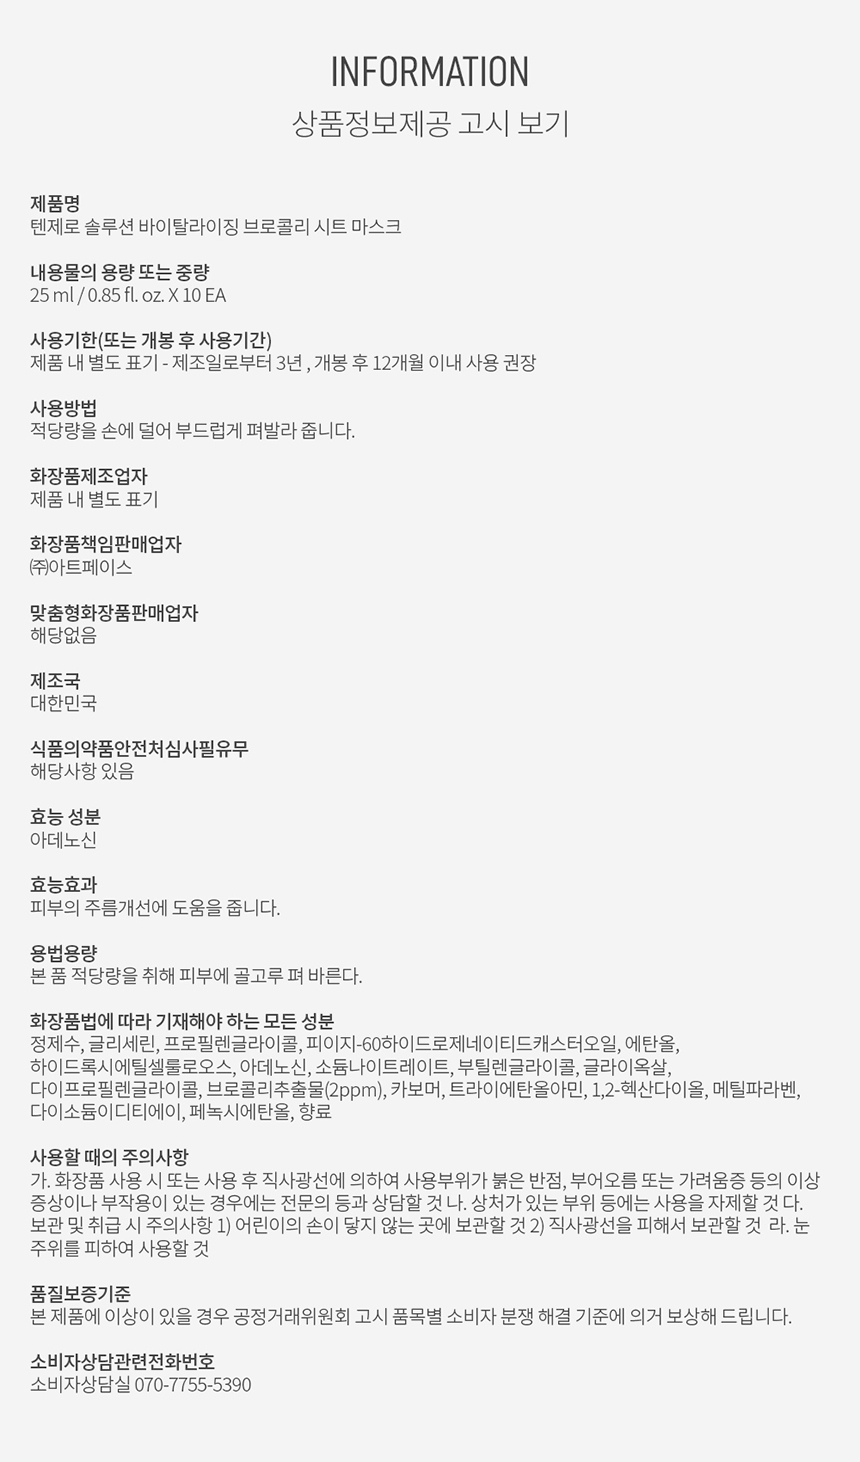 INFORMATION
상품정보제공 고시 보기
제품명
텐제로 솔루션 바이탈라이징 브로콜리 시트 마스크
내용물의 용량 또는 중량
25 ml / 0.85 fl. oz. X 10 EA
사용기한(또는 개봉 후 사용기간)
제품 내 별도 표기 - 제조일로부터 3년 , 개봉 후 12개월 이내 사용 권장
사용방법
적당량을 손에 덜어 부드럽게 펴발라 줍니다.
화장품제조업자
제품 내 별도 표기
화장품책임판매업자
㈜아트페이스
맞춤형화장품판매업자
해당없음
제조국
대한민국
식품의약품안전처심사필유무
해당사항 있음
효능 성분
아데노신
효능효과
피부의 주름개선에 도움을 줍니다.
용법용량
본 품 적당량을 취해 피부에 골고루 펴 바른다.
화장품법에 따라 기재해야 하는 모든 성분
정제수, 글리세린, 프로필렌글라이콜, 피이지-60하이드로제네이티드캐스터오일, 에탄올,
하이드록시에틸셀룰로오스, 아데노신, 소듐나이트레이트, 부틸렌글라이콜, 글라이옥살,
다이프로필렌글라이콜, 브로콜리추출물(2ppm), 카보머, 트라이에탄올아민, 1,2-헥산다이올, 메틸파라벤,
다이소듐이디티에이, 페녹시에탄올, 향료
사용할 때의 주의사항
가. 화장품 사용 시 또는 사용 후 직사광선에 의하여 사용부위가 붉은 반점, 부어오름 또는 가려움증 등의 이상
증상이나 부작용이 있는 경우에는 전문의 등과 상담할 것 나. 상처가 있는 부위 등에는 사용을 자제할 것 다.
보관 및 취급 시 주의사항 1) 어린이의 손이 닿지 않는 곳에 보관할 것 2) 직사광선을 피해서 보관할 것 라. 눈
주위를 피하여 사용할 것
품질보증기준
본 제품에 이상이 있을 경우 공정거래위원회 고시 품목별 소비자 분쟁 해결 기준에 의거 보상해 드립니다.
소비자상담관련전화번호
소비자상담실 070-7755-5390